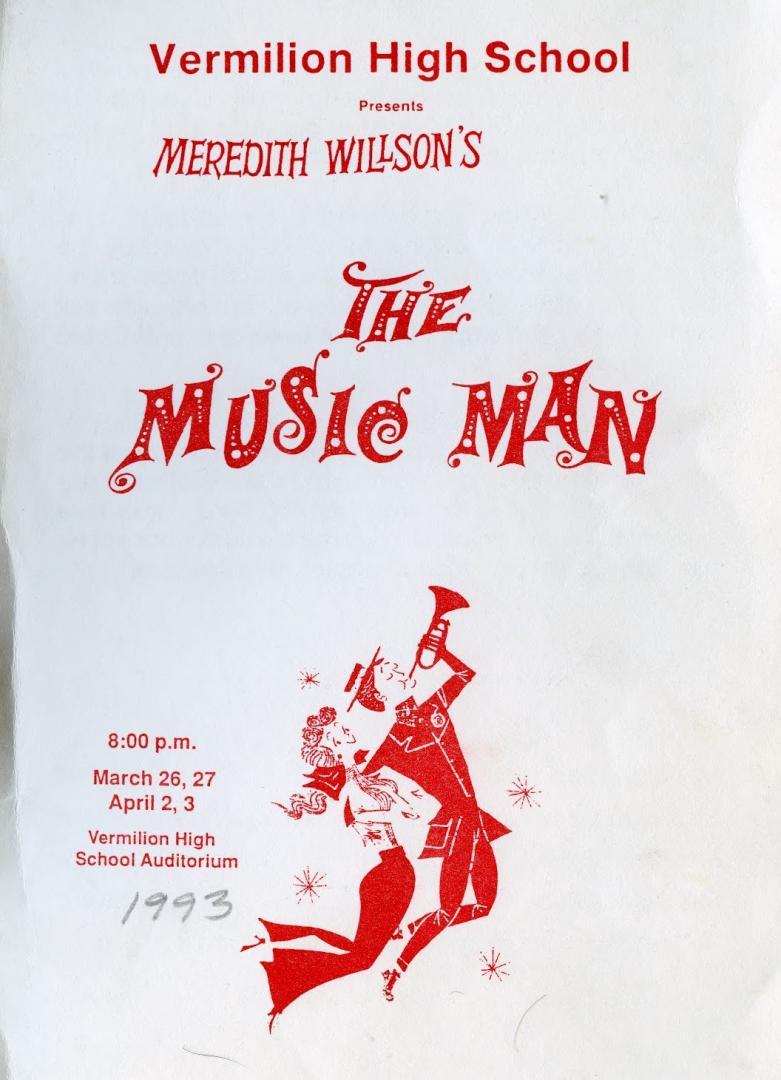 Vermilion High School
Presents
MEREDITH WILLSON'S
THE
MUSIC MAN
8:00 p.m.
March 26, 27
April 2, 3
Vermilion High
School Auditorium
1993